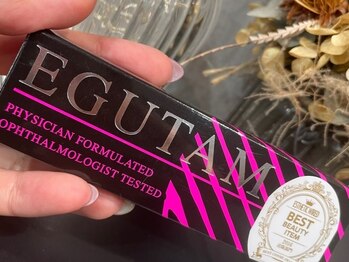 EGUTAM
PHYSICIAN FORMULATED
OPHTHALMOLOGIST TESTED
BEST
BEAUTY
ITEM